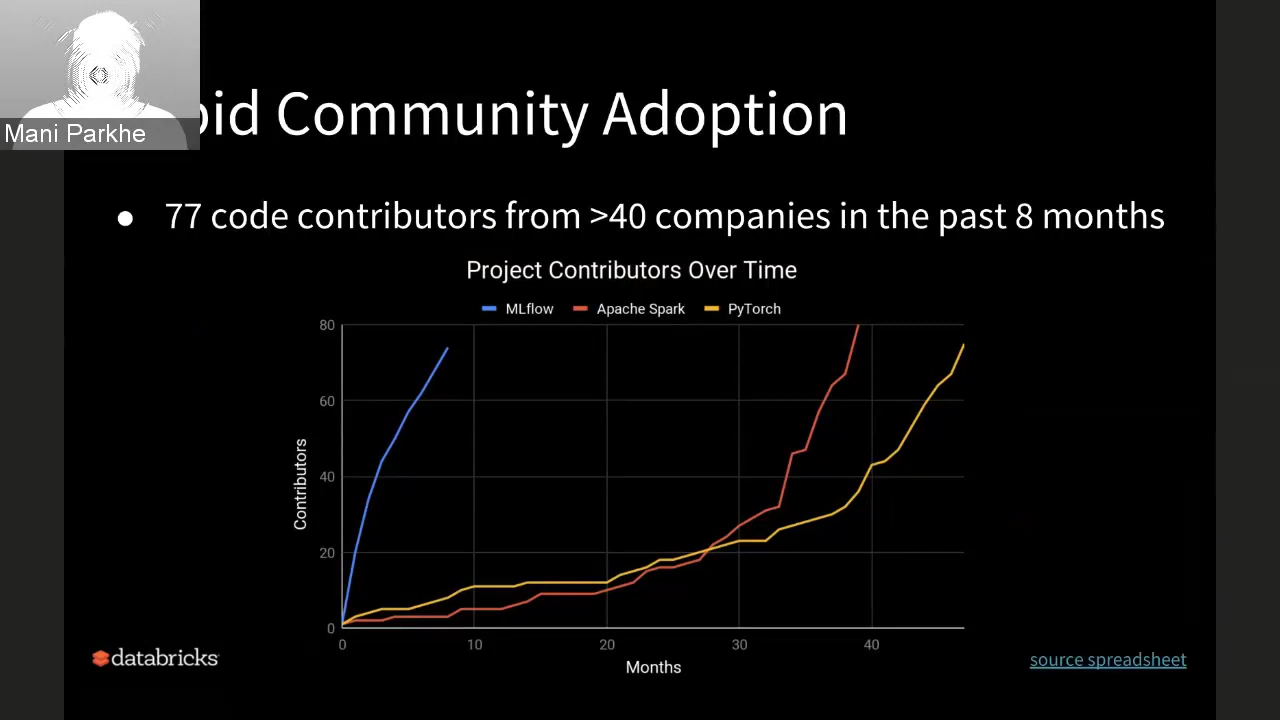 Mani Parkhe
pid Community Adoption
● 77 code contributors from >40 companies in the past 8 months
Project Contributors Over Time
MLflow Apache Spark PyTorch
80
60
40
20
0
Contributors
0 10 20 30 40
Months
databricks
source spreadsheet